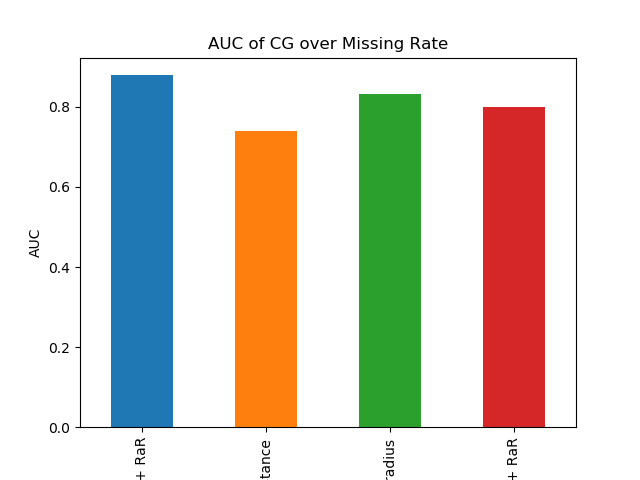 AUC of CG over Missing Rate
AUC
0.8
0.6
0.4
0.2
0.0
+ RaR
tance
radius
+ RaR